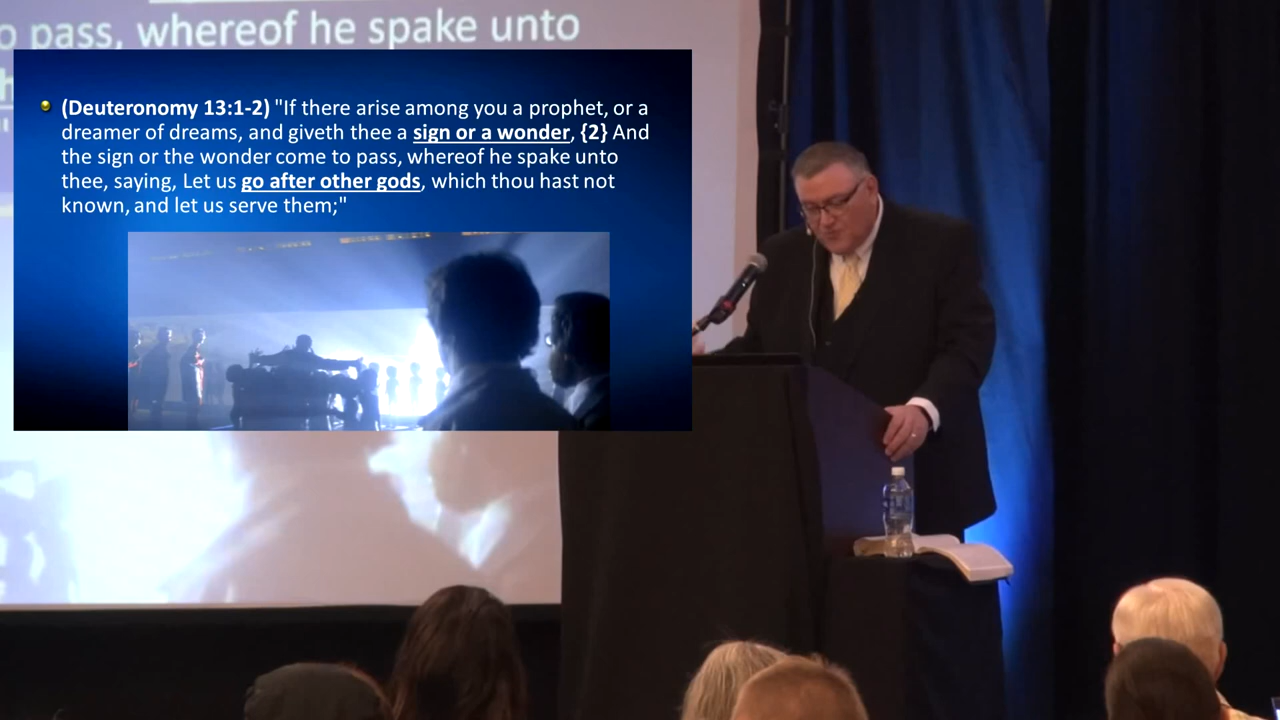 o pass, whereof he spake unto
(Deuteronomy 13:1-2) "If there arise among you a prophet, or a
dreamer of dreams, and giveth thee a sign or a wonder, {2} And
the sign or the wonder come to pass, whereof he spake unto
thee, saying, Let us go after other gods, which thou hast not
known, and let us serve them;"